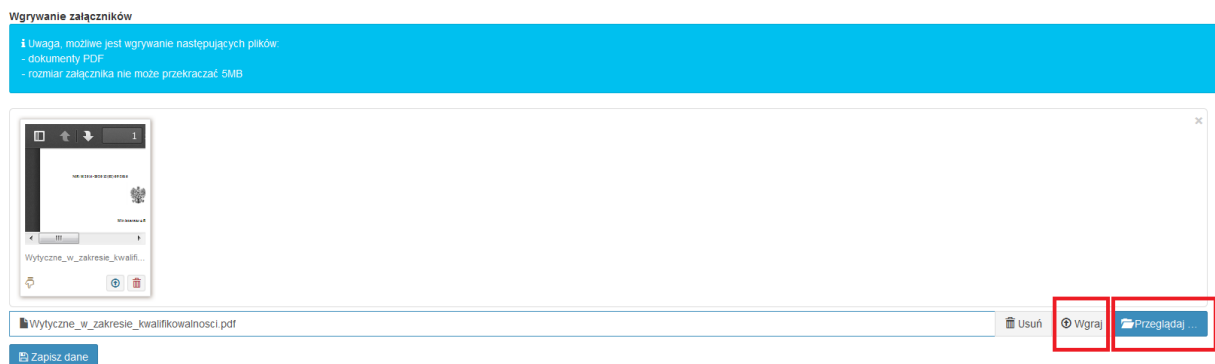 Wgrywanie załączników
i Uwaga, możliwe jest wgrywanie następujących plików:
- dokumenty PDF
- rozmiar załącznika nie może przekraczać 5MB
1
Wytyczne_w_zakresie_kwalifi...
Wytyczne_w_zakresie_kwalifikowalnosci.pdf
Usuń
Wgraj
Przeglądaj ...
Zapisz dane